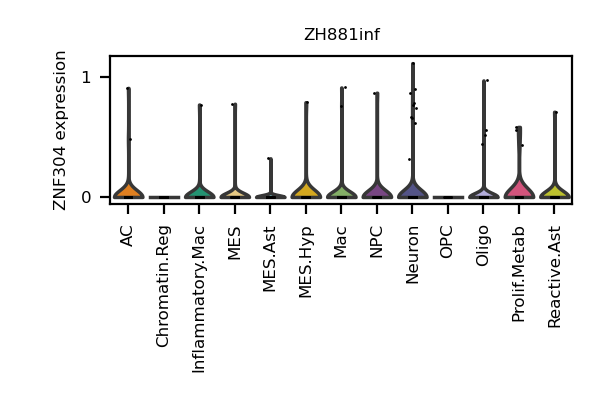 ZH881inf
ZNF304 expression
1
0
AC
Chromatin.Reg
Inflammatory.Mac
MES
MES.Ast
MES.Hyp
Mac
NPC
Neuron
OPC
Oligo
Prolif.Metab
Reactive.Ast